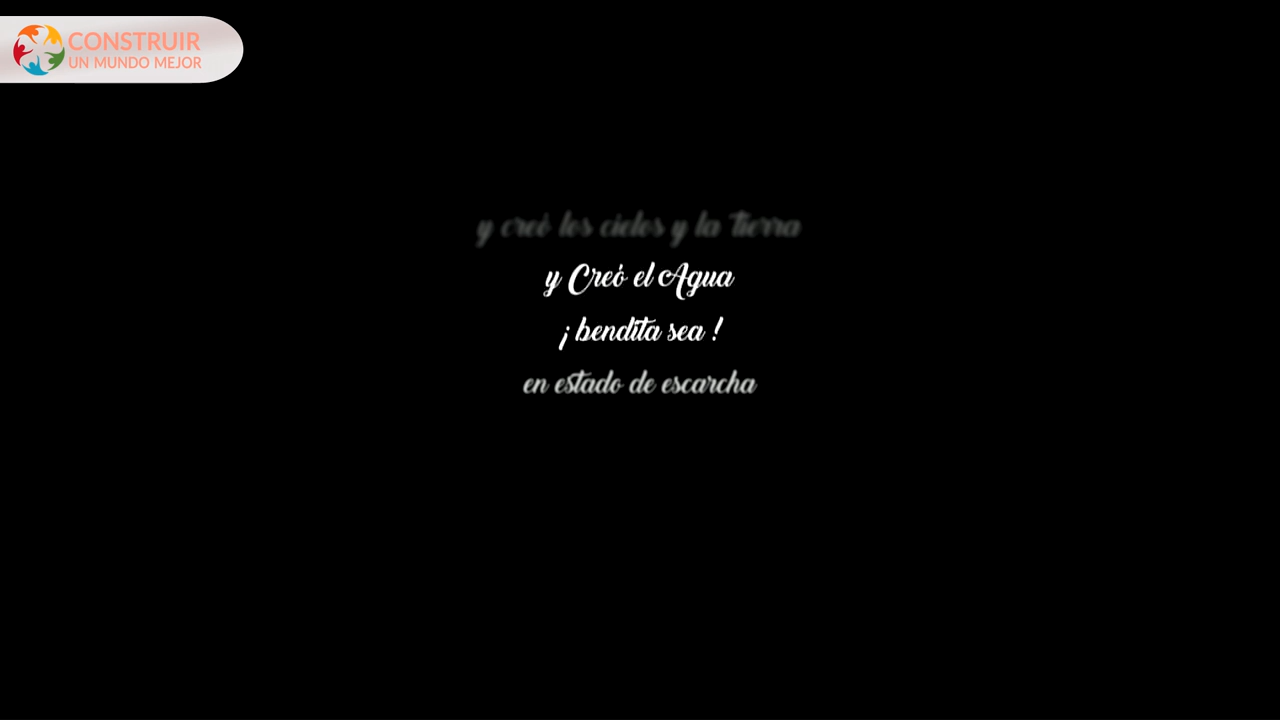 CONSTRUIR
UN MUNDO MEJOR
y creó los cielos y la tierra
y Creó el Agua
¡ bendita sea !
en estado de escarcha